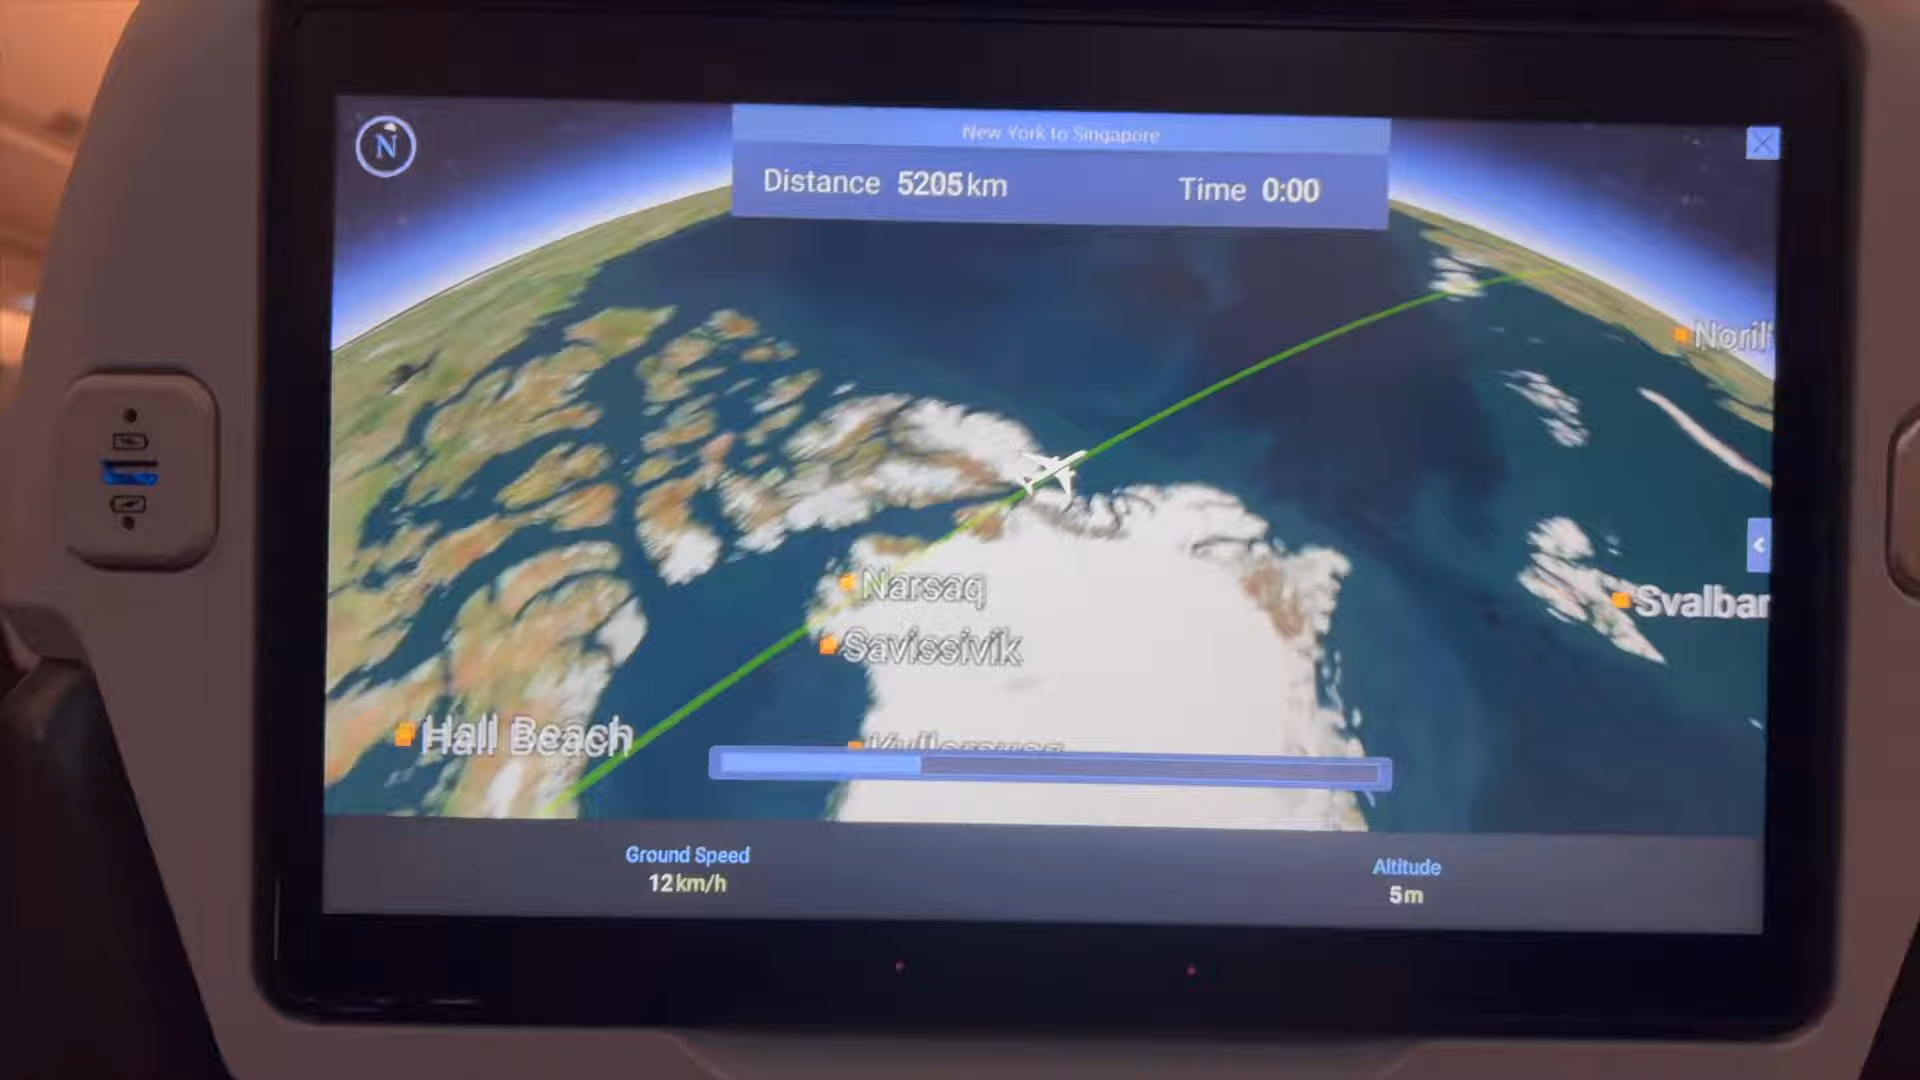 N
New York to Singapore
Distance 5205 km
Time 0:00
Noril
Narsaq
Svalbar
Savissivik
Hall Beach
Ground Speed
12 km/h
Altitude
5 m